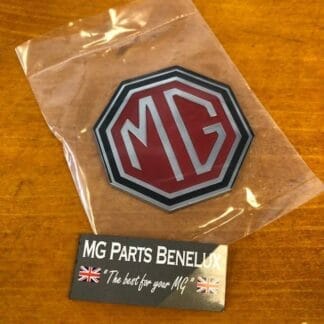 MG
MG PARTS BENELUX
"The best for your MG"